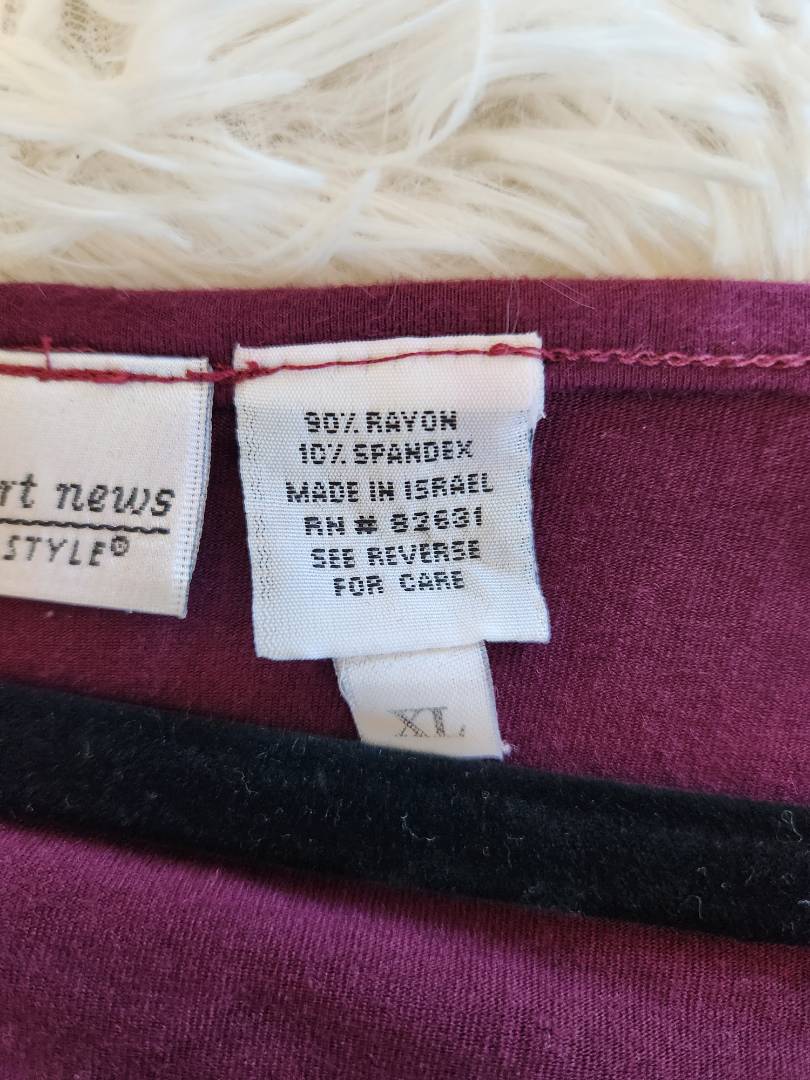 rt news
STYLE®
90% RAYON
10% SPANDEX
MADE IN ISRAEL
RN # 82631
SEE REVERSE
FOR CARE
XL